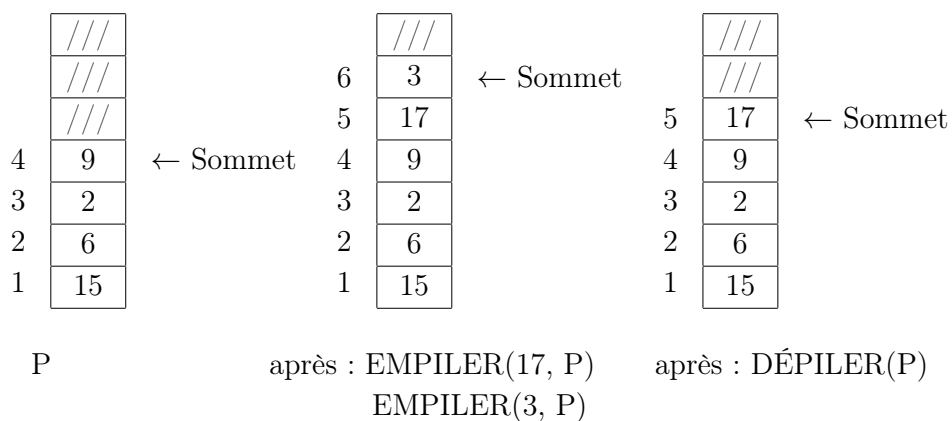 ///
///
///
4 9 ← Sommet
3 2
2 6
1 15
P
///
6 3 ← Sommet
5 17
4 9
3 2
2 6
1 15
après : EMPILER(17, P)
EMPILER(3, P)
///
///
5 17 ← Sommet
4 9
3 2
2 6
1 15
après : DÉPILER(P)